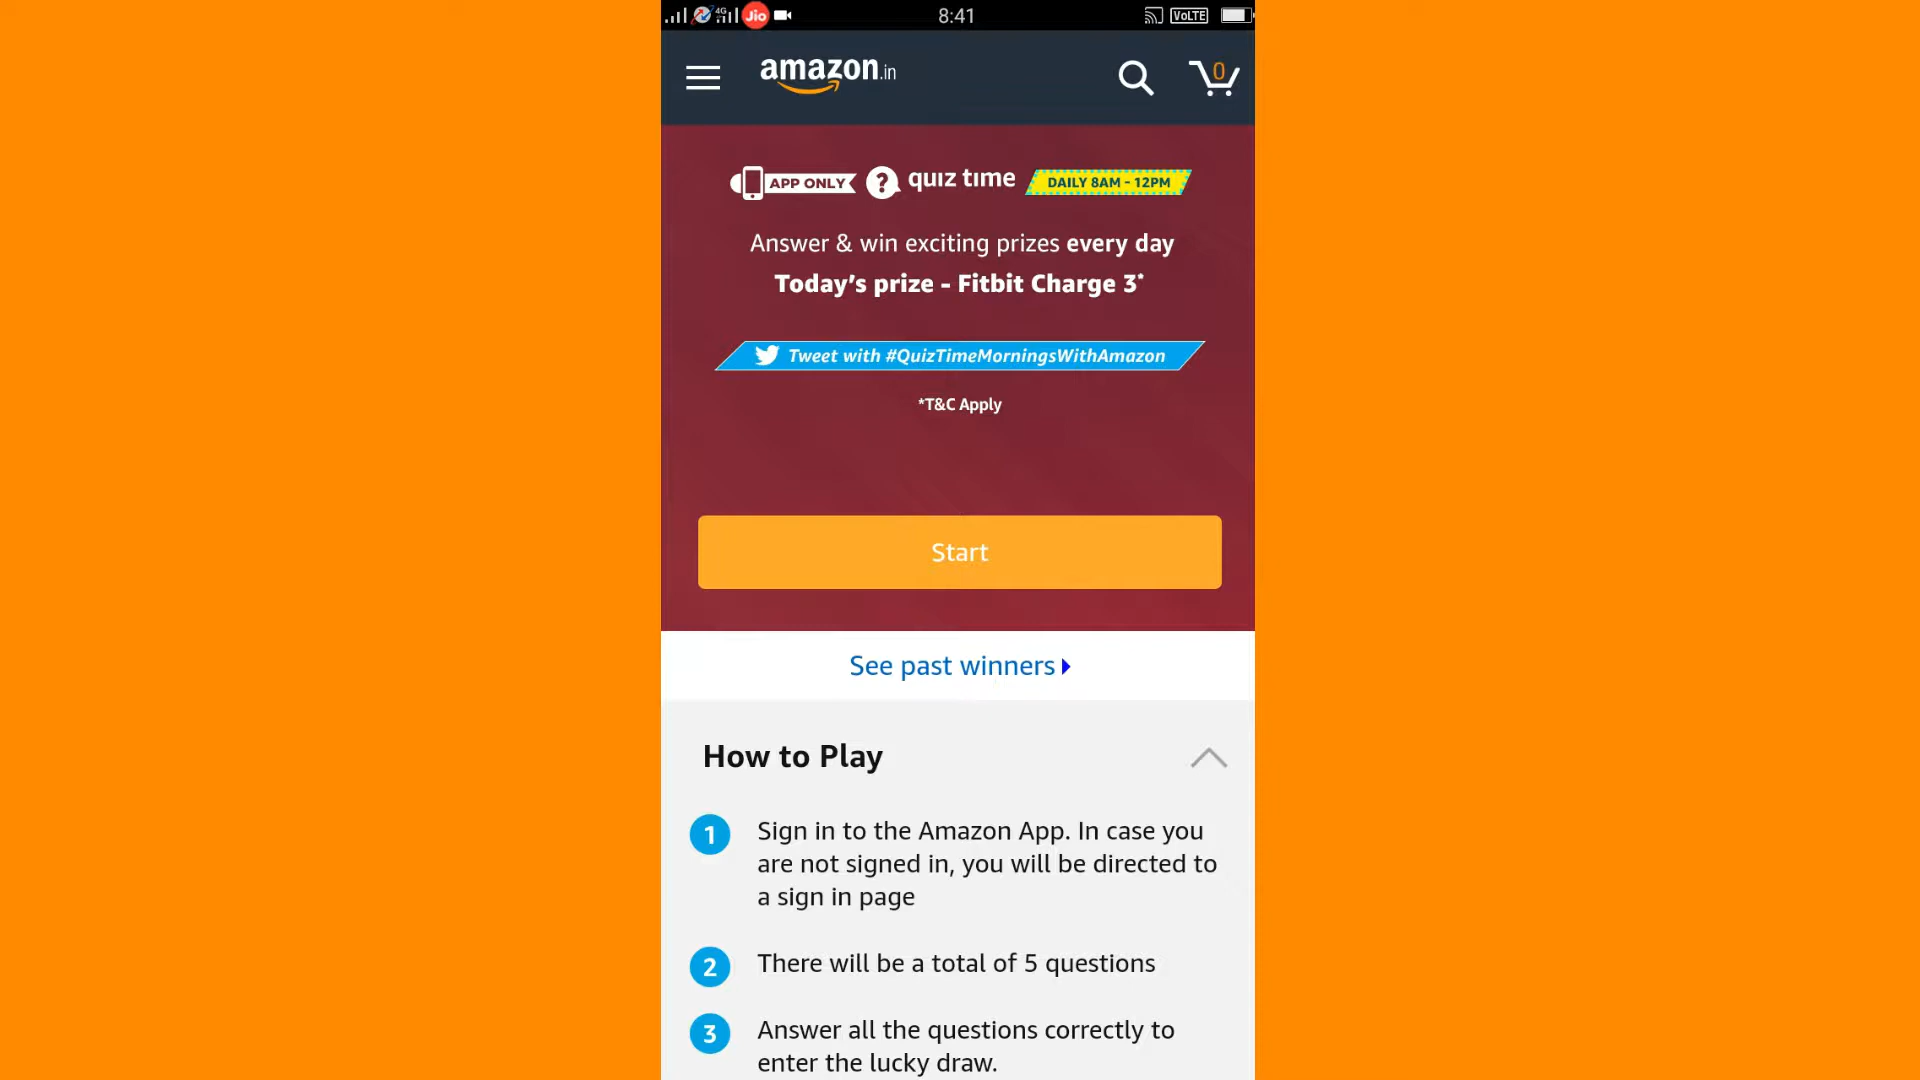 4G Jio 8:41 VoLTE
amazon.in 0
APP ONLY ? quiz time DAILY 8AM - 12PM
Answer & win exciting prizes every day
Today's prize - Fitbit Charge 3*
Tweet with #QuizTimeMorningsWithAmazon
*T&C Apply
Start
See past winners
How to Play
1 Sign in to the Amazon App. In case you
are not signed in, you will be directed to
a sign in page
2 There will be a total of 5 questions
3 Answer all the questions correctly to
enter the lucky draw.